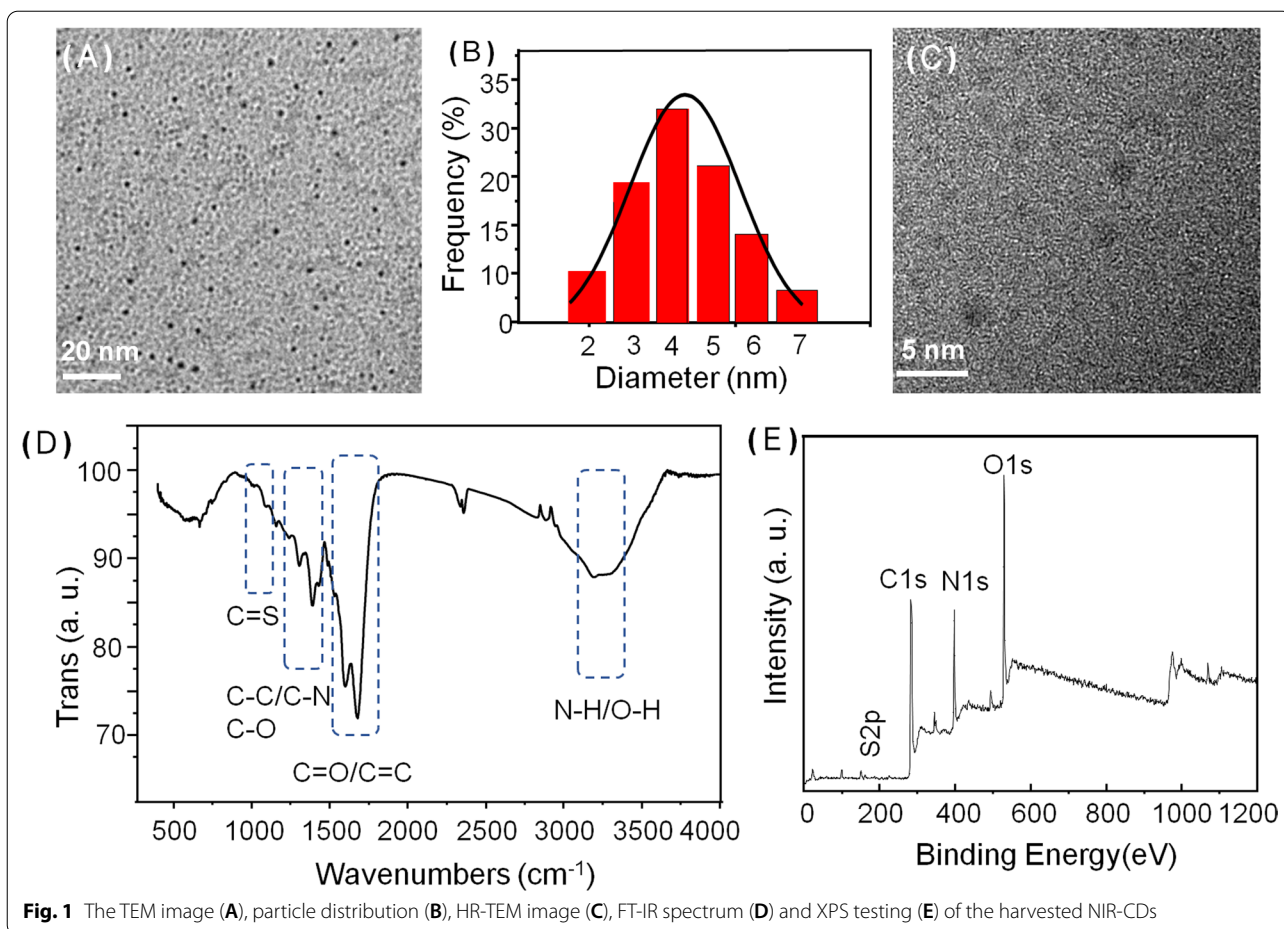 (A)
20 nm
(B)
Frequency (%)
35
30
20
15
10
0
2 3 4 5 6 7
Diameter (nm)
(C)
5 nm
(D)
Trans (a. u.)
100
90
80
70
C=S
C-C/C-N
C-O
C=O/C=C
N-H/O-H
500 1000 1500 2000 2500 3000 3500 4000
Wavenumbers (cm⁻¹)
(E)
Intensity (a. u.)
O1s
C1s
N1s
S2p
0 200 400 600 800 1000 1200
Binding Energy(eV)
Fig. 1 The TEM image (A), particle distribution (B), HR-TEM image (C), FT-IR spectrum (D) and XPS testing (E) of the harvested NIR-CDs